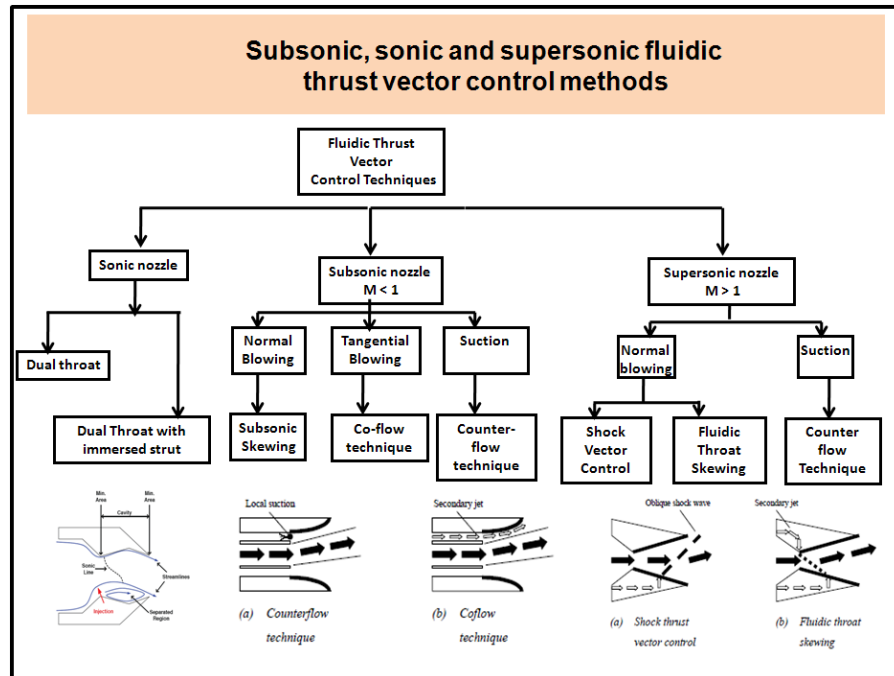 Subsonic, sonic and supersonic fluidic
thrust vector control methods
Fluidic Thrust
Vector
Control Techniques
Sonic nozzle
Subsonic nozzle
M < 1
Supersonic nozzle
M > 1
Dual throat
Dual Throat with
immersed strut
Normal
Blowing
Tangential
Blowing
Suction
Normal
blowing
Suction
Subsonic
Skewing
Co-flow
technique
Counter-
flow
technique
Shock
Vector
Control
Fluidic
Throat
Skewing
Counter
flow
Technique
Min.
Area
Min.
Area
Cavity
Sonic
Line
Streamlines
Injection
Separated
Region
Local suction
(a) Counterflow
technique
Secondary jet
(b) Coflow
technique
Oblique shock wave
(a) Shock thrust
vector control
Secondary jet
(b) Fluidic throat
skewing